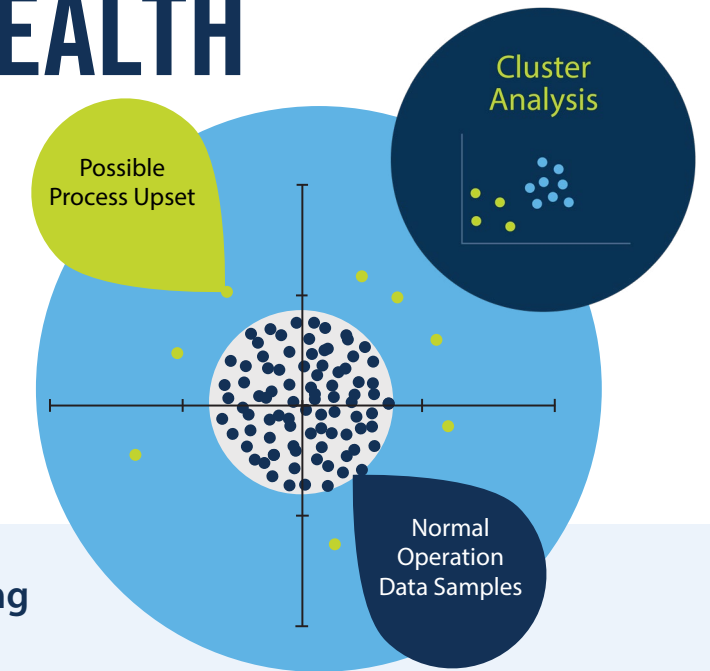 EALTH
Cluster
Analysis
Possible
Process Upset
Normal
Operation
Data Samples
ng